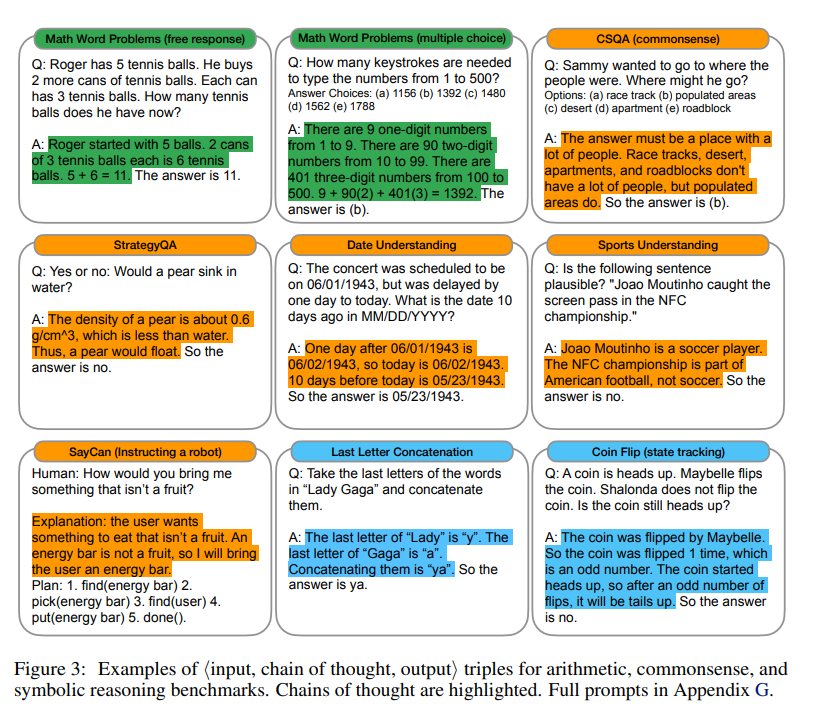 Math Word Problems (free response)
Q: Roger has 5 tennis balls. He buys
2 more cans of tennis balls. Each can
has 3 tennis balls. How many tennis
balls does he have now?
A: Roger started with 5 balls. 2 cans
of 3 tennis balls each is 6 tennis
balls. 5 + 6 = 11. The answer is 11.
Math Word Problems (multiple choice)
Q: How many keystrokes are needed
to type the numbers from 1 to 500?
Answer Choices: (a) 1156 (b) 1392 (c) 1480
(d) 1562 (e) 1788
A: There are 9 one-digit numbers
from 1 to 9. There are 90 two-digit
numbers from 10 to 99. There are
401 three-digit numbers from 100 to
500. 9 + 90(2) + 401(3) = 1392. The
answer is (b).
CSQA (commonsense)
Q: Sammy wanted to go to where the
people were. Where might he go?
Options: (a) race track (b) populated areas
(c) desert (d) apartment (e) roadblock
A: The answer must be a place with a
lot of people. Race tracks, desert,
apartments, and roadblocks don't
have a lot of people, but populated
areas do. So the answer is (b).
StrategyQA
Q: Yes or no: Would a pear sink in
water?
A: The density of a pear is about 0.6
g/cm^3, which is less than water.
Thus, a pear would float. So the
answer is no.
Date Understanding
Q: The concert was scheduled to be
on 06/01/1943, but was delayed by
one day to today. What is the date 10
days ago in MM/DD/YYYY?
A: One day after 06/01/1943 is
06/02/1943, so today is 06/02/1943.
10 days before today is 05/23/1943.
So the answer is 05/23/1943.
Sports Understanding
Q: Is the following sentence
plausible? "Joao Moutinho caught the
screen pass in the NFC
championship."
A: Joao Moutinho is a soccer player.
The NFC championship is part of
American football, not soccer. So the
answer is no.
SayCan (Instructing a robot)
Human: How would you bring me
something that isn’t a fruit?
Explanation: the user wants
something to eat that isn’t a fruit. An
energy bar is not a fruit, so I will bring
the user an energy bar.
Plan: 1. find(energy bar) 2.
pick(energy bar) 3. find(user) 4.
put(energy bar) 5. done().
Last Letter Concatenation
Q: Take the last letters of the words
in “Lady Gaga” and concatenate
them.
A: The last letter of “Lady” is “y”. The
last letter of “Gaga” is “a”.
Concatenating them is “ya”. So the
answer is ya.
Coin Flip (state tracking)
Q: A coin is heads up. Maybelle flips
the coin. Shalonda does not flip the
coin. Is the coin still heads up?
A: The coin was flipped by Maybelle.
So the coin was flipped 1 time, which
is an odd number. The coin started
heads up, so after an odd number of
flips, it will be tails up. So the answer
is no.
Figure 3: Examples of ⟨input, chain of thought, output⟩ triples for arithmetic, commonsense, and
symbolic reasoning benchmarks. Chains of thought are highlighted. Full prompts in Appendix G.